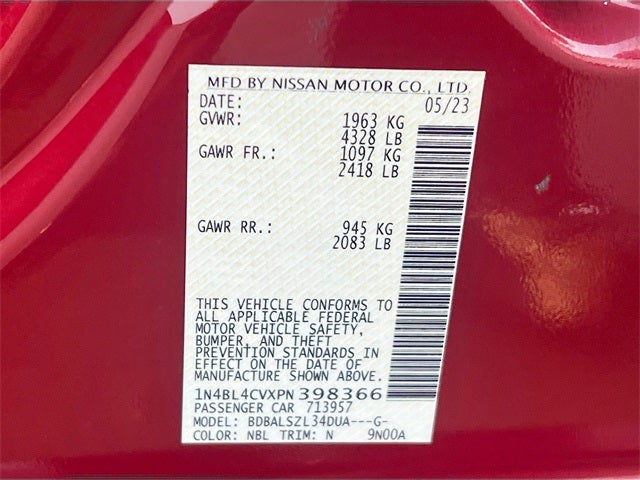 MFD BY NISSAN MOTOR CO., LTD.
DATE: 05/23
GVWR: 1963 KG
4328 LB
GAWR FR.: 1097 KG
2418 LB
GAWR RR.: 945 KG
2083 LB
THIS VEHICLE CONFORMS TO
ALL APPLICABLE FEDERAL
MOTOR VEHICLE SAFETY,
BUMPER, AND THEFT
PREVENTION STANDARDS IN
EFFECT ON THE DATE OF
MANUFACTURE SHOWN ABOVE.
1N4BL4CVXPN398366
PASSENGER CAR 713957
MODEL: BDBALSZL34DUA---G-
COLOR: NBL TRIM: N 9N00A